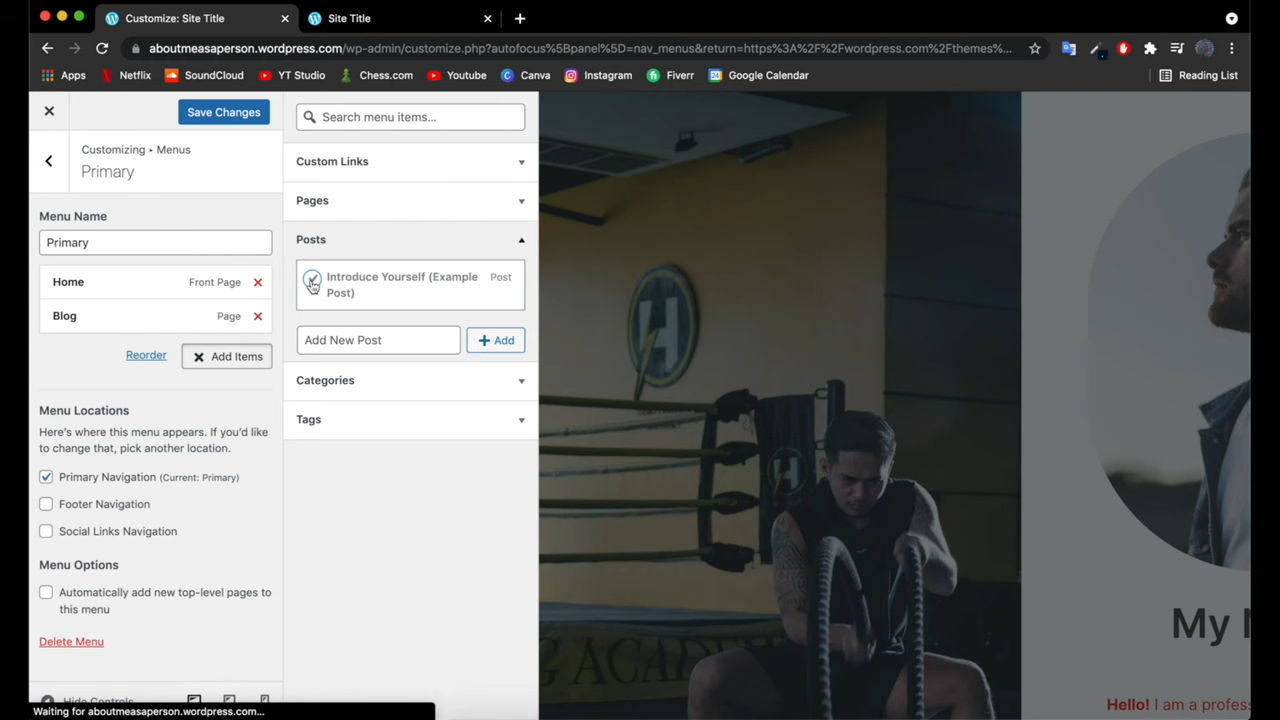 Customize: Site Title
Site Title
aboutmeasaperson.wordpress.com/wp-admin/customize.php?autofocus%5Bpanel%5D=nav_menus&return=https%3A%2F%2Fwordpress.com%2Fthemes%...
Apps
Netflix
SoundCloud
YT Studio
Chess.com
Youtube
Canva
Instagram
Fiverr
Google Calendar
Reading List
Save Changes
Customizing ▸ Menus
Primary
Menu Name
Primary
Home Front Page
Blog Page
Reorder
Add Items
Menu Locations
Here's where this menu appears. If you'd like
to change that, pick another location.
Primary Navigation (Current: Primary)
Footer Navigation
Social Links Navigation
Menu Options
Automatically add new top-level pages to
this menu
Delete Menu
Hide Controls
Waiting for aboutmeasaperson.wordpress.com...
Search menu items...
Custom Links
Pages
Posts
Introduce Yourself (Example Post
Post)
Add New Post
+ Add
Categories
Tags
H
H
G ACADE
My N
Hello! I am a profes